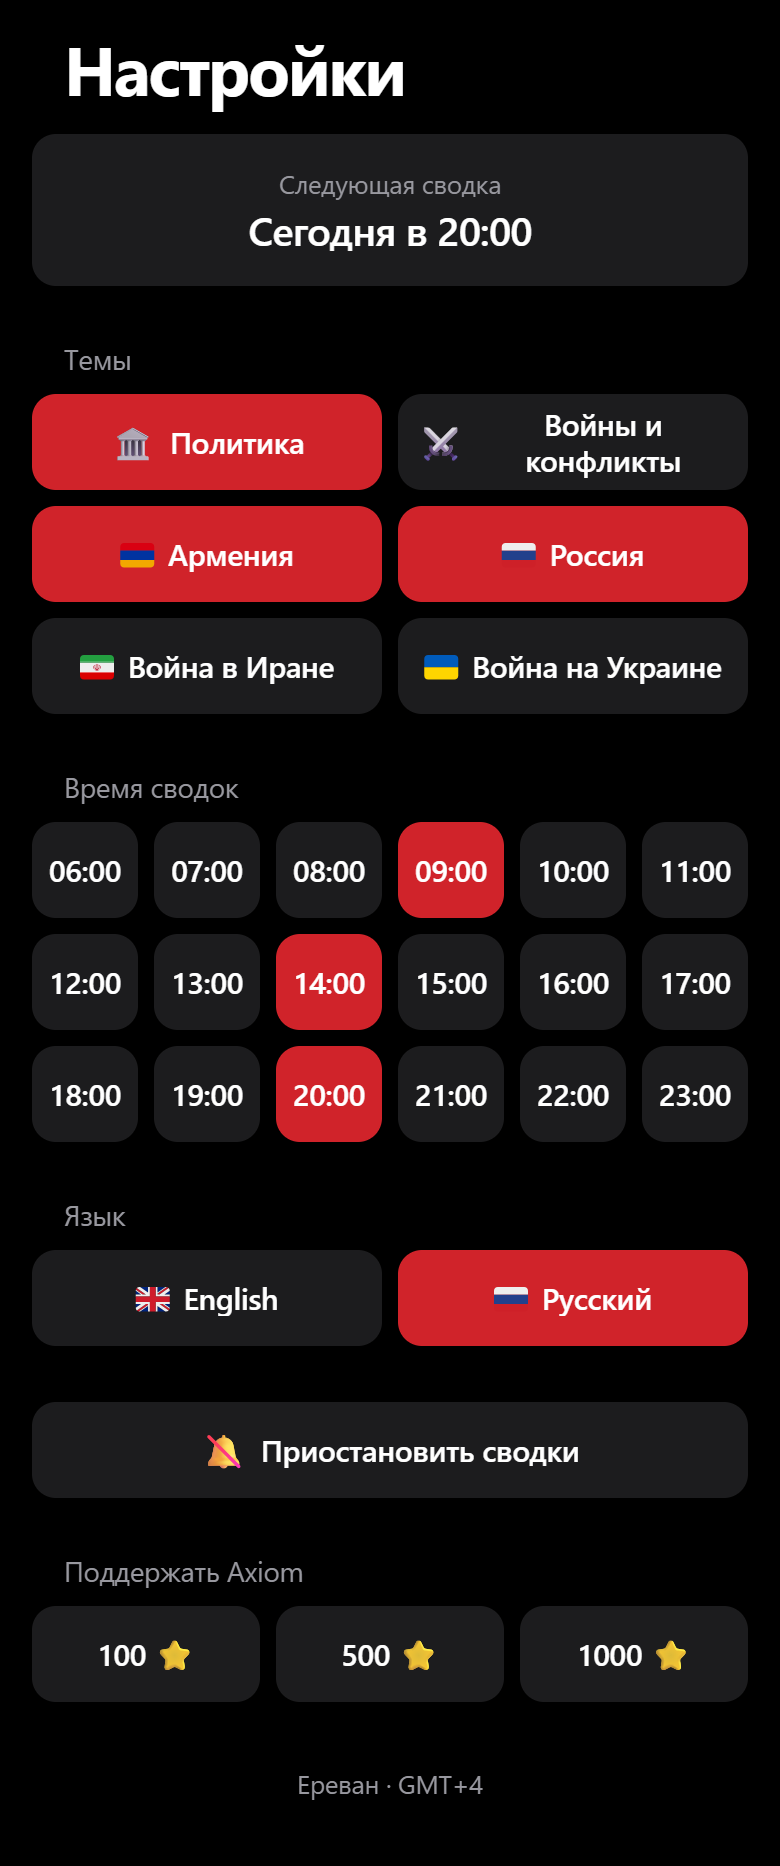 Настройки
Следующая сводка
Сегодня в 20:00
Темы
Политика
Войны и
конфликты
Армения
Россия
Война в Иране
Война на Украине
Время сводок
06:00 07:00 08:00 09:00 10:00 11:00
12:00 13:00 14:00 15:00 16:00 17:00
18:00 19:00 20:00 21:00 22:00 23:00
Язык
English
Русский
Приостановить сводки
Поддержать Axiom
100
500
1000
Ереван · GMT+4